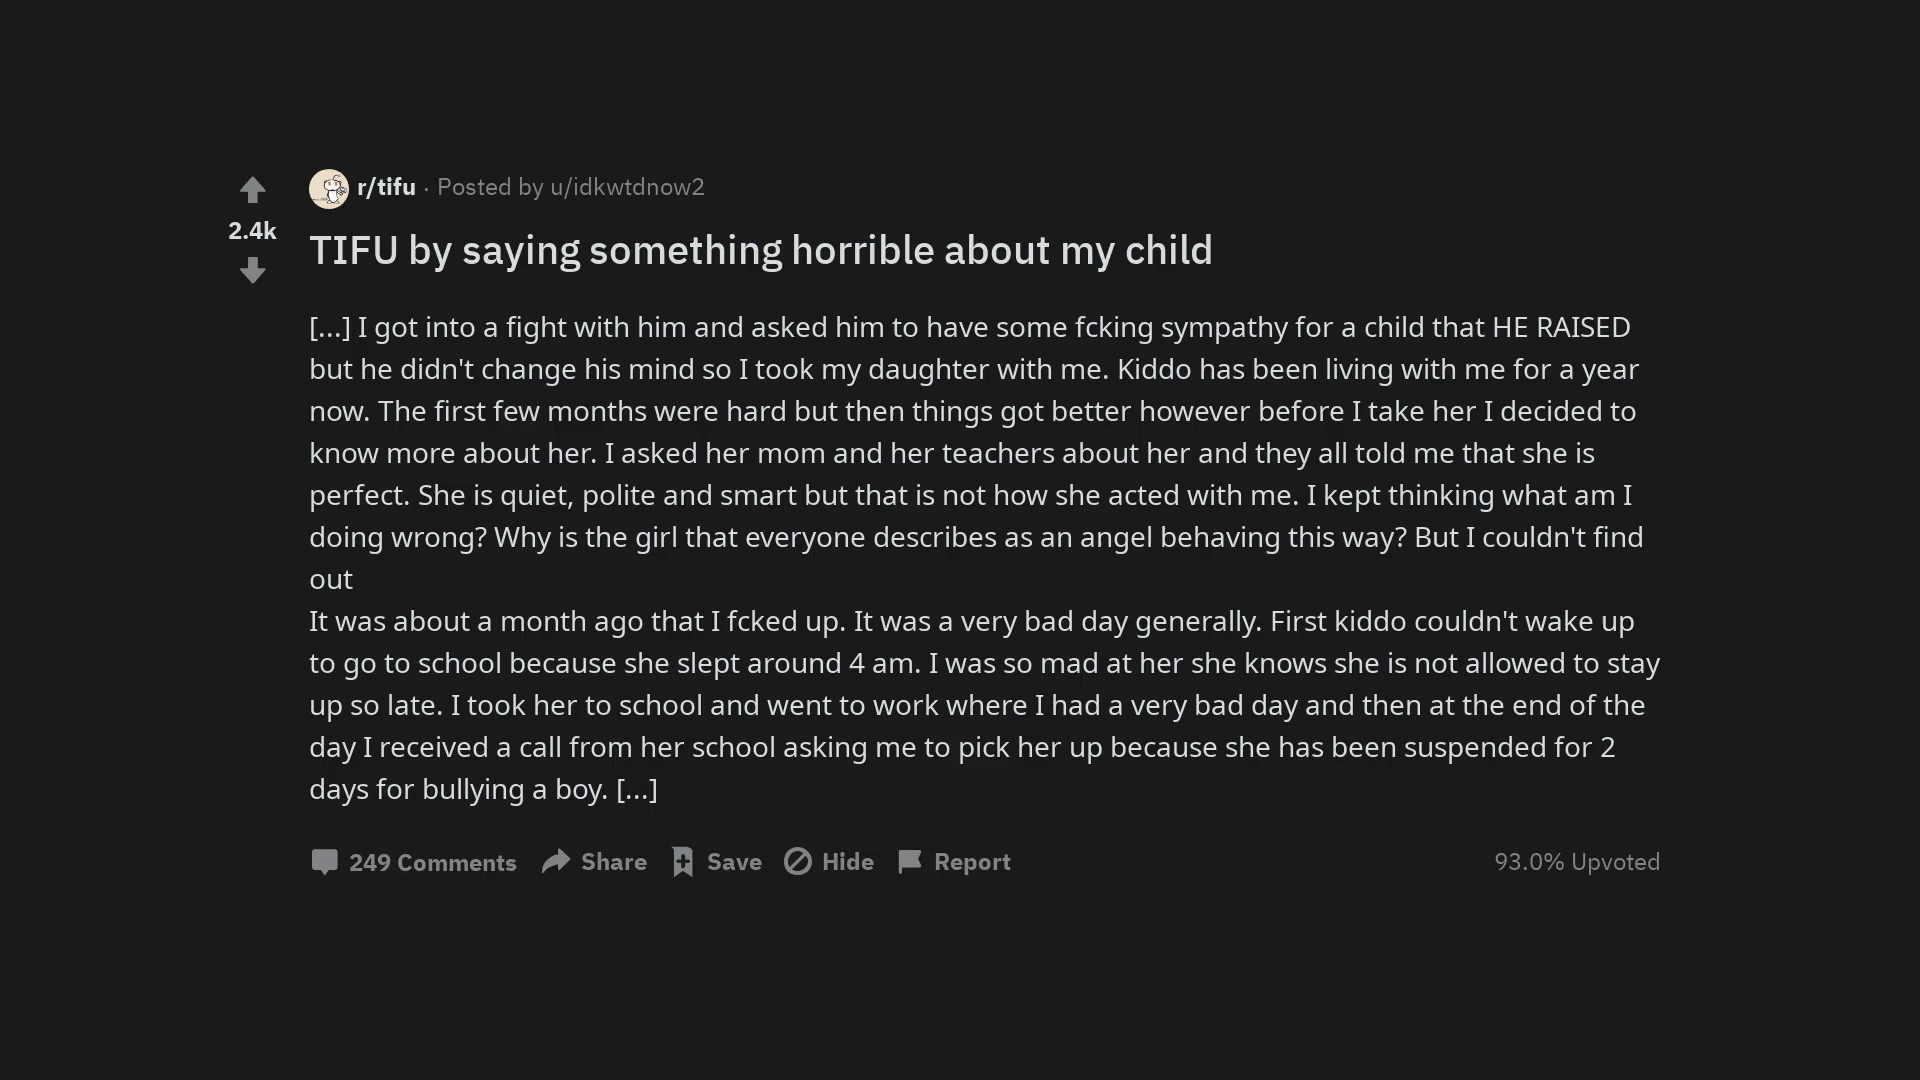 r/tifu · Posted by u/idkwtdnow2
2.4k
TIFU by saying something horrible about my child
[...] I got into a fight with him and asked him to have some fcking sympathy for a child that HE RAISED
but he didn't change his mind so I took my daughter with me. Kiddo has been living with me for a year
now. The first few months were hard but then things got better however before I take her I decided to
know more about her. I asked her mom and her teachers about her and they all told me that she is
perfect. She is quiet, polite and smart but that is not how she acted with me. I kept thinking what am I
doing wrong? Why is the girl that everyone describes as an angel behaving this way? But I couldn't find
out
It was about a month ago that I fcked up. It was a very bad day generally. First kiddo couldn't wake up
to go to school because she slept around 4 am. I was so mad at her she knows she is not allowed to stay
up so late. I took her to school and went to work where I had a very bad day and then at the end of the
day I received a call from her school asking me to pick her up because she has been suspended for 2
days for bullying a boy. [...]
249 Comments Share Save Hide Report 93.0% Upvoted